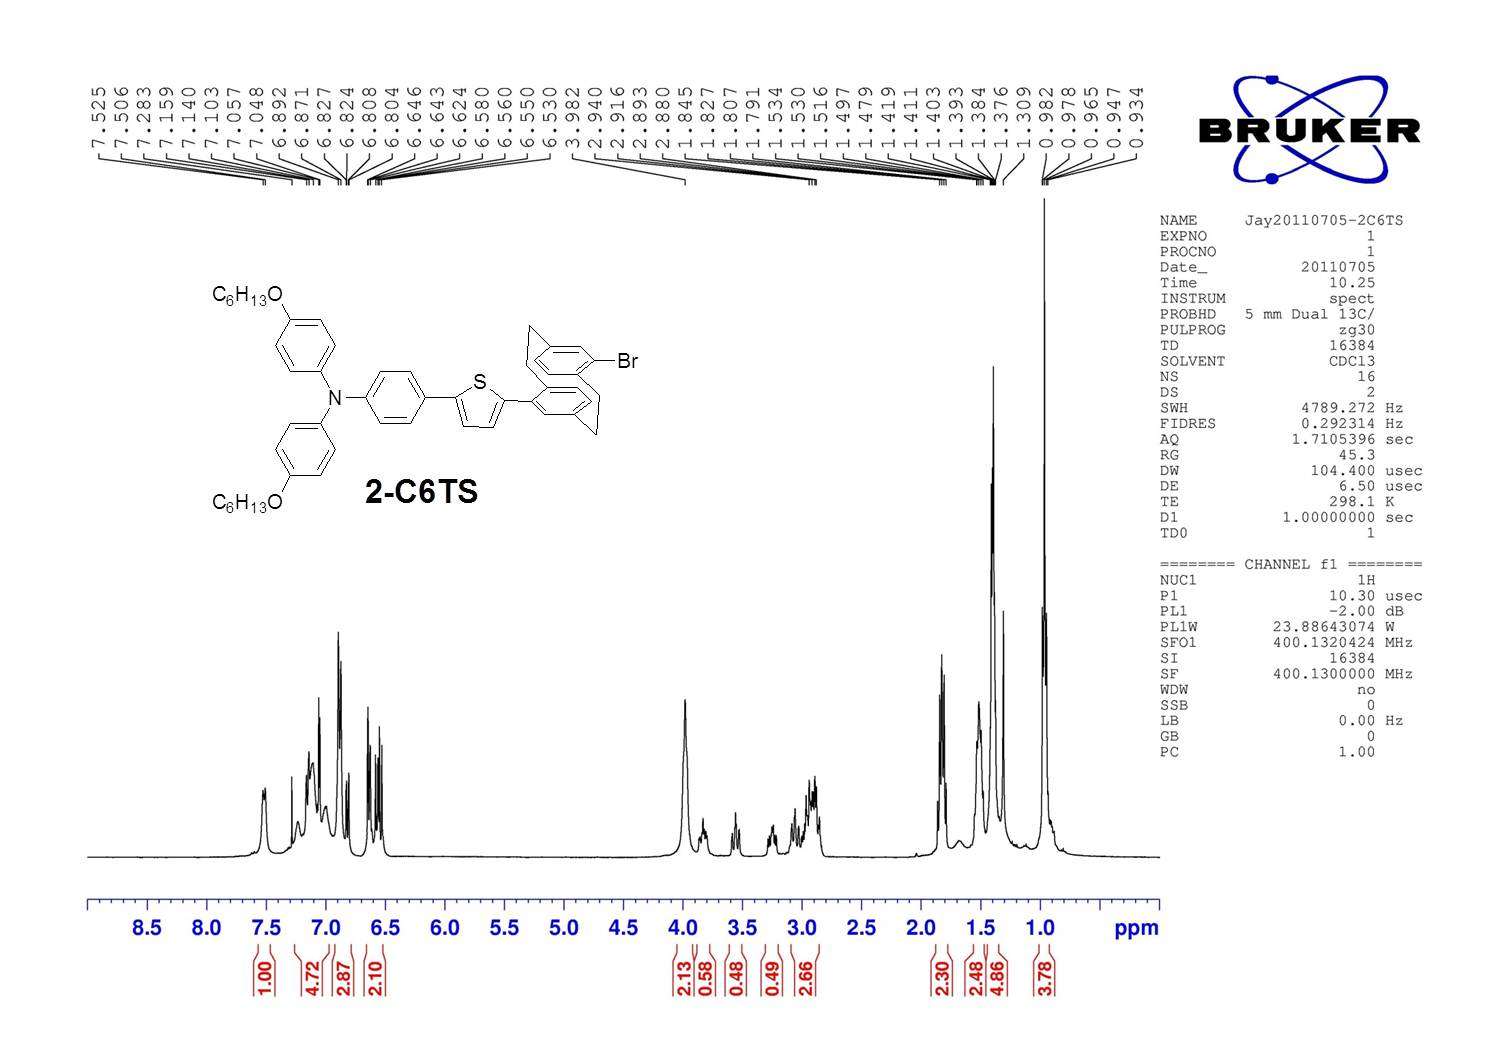 7.525
7.506
7.283
7.159
7.140
7.103
7.057
7.048
6.892
6.871
6.827
6.824
6.808
6.804
6.646
6.643
6.624
6.580
6.560
6.550
6.530
3.982
2.940
2.916
2.893
2.880
1.845
1.827
1.807
1.791
1.534
1.530
1.516
1.497
1.479
1.419
1.411
1.403
1.393
1.384
1.376
1.309
0.982
0.978
0.965
0.947
0.934
BRUKER
NAME Jay20110705-2C6TS
EXPNO 1
PROCNO 1
Date_ 20110705
Time 10.25
INSTRUM spect
PROBHD 5 mm Dual 13C/
PULPROG zg30
TD 16384
SOLVENT CDCl3
NS 16
DS 2
SWH 4789.272 Hz
FIDRES 0.292314 Hz
AQ 1.7105396 sec
RG 45.3
DW 104.400 usec
DE 6.50 usec
TE 298.1 K
D1 1.00000000 sec
TD0 1
======== CHANNEL f1 ========
NUC1 1H
P1 10.30 usec
PL1 -2.00 dB
PL1W 23.88643074 W
SFO1 400.1320424 MHz
SI 16384
SF 400.1300000 MHz
WDW no
SSB 0
LB 0.00 Hz
GB 0
PC 1.00
C6H13O
Br
S
N
C6H13O
2-C6TS
8.5 8.0 7.5 7.0 6.5 6.0 5.5 5.0 4.5 4.0 3.5 3.0 2.5 2.0 1.5 1.0 ppm
1.00
4.72
2.87
2.10
2.13
0.58
0.48
0.49
2.66
2.30
2.48
4.86
3.78